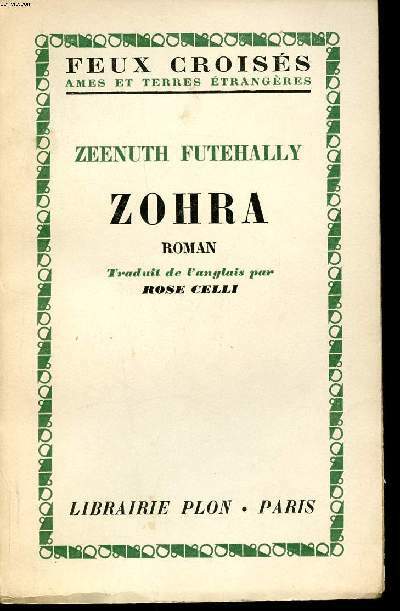 FEUX CROISÉS
AMES ET TERRES ÉTRANGÈRES
ZEENUTH FUTEHALLY
ZOHRA
ROMAN
Traduit de l'anglais par
ROSE CELLI
LIBRAIRIE PLON • PARIS